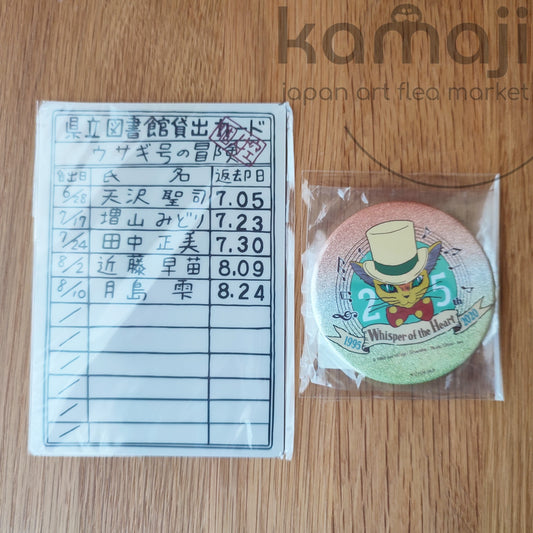 kamaji
japan art flea market
県立図書館貸出カード
ウサギ号の冒険
貸出日 氏 名 返却日
6/28 天沢 聖司 7.05
7/17 増山 みどり 7.23
7/24 田中 正美 7.30
8/2 近藤 早苗 8.09
8/10 月島 雫 8.24
25th
Whisper of the Heart
1995 2020